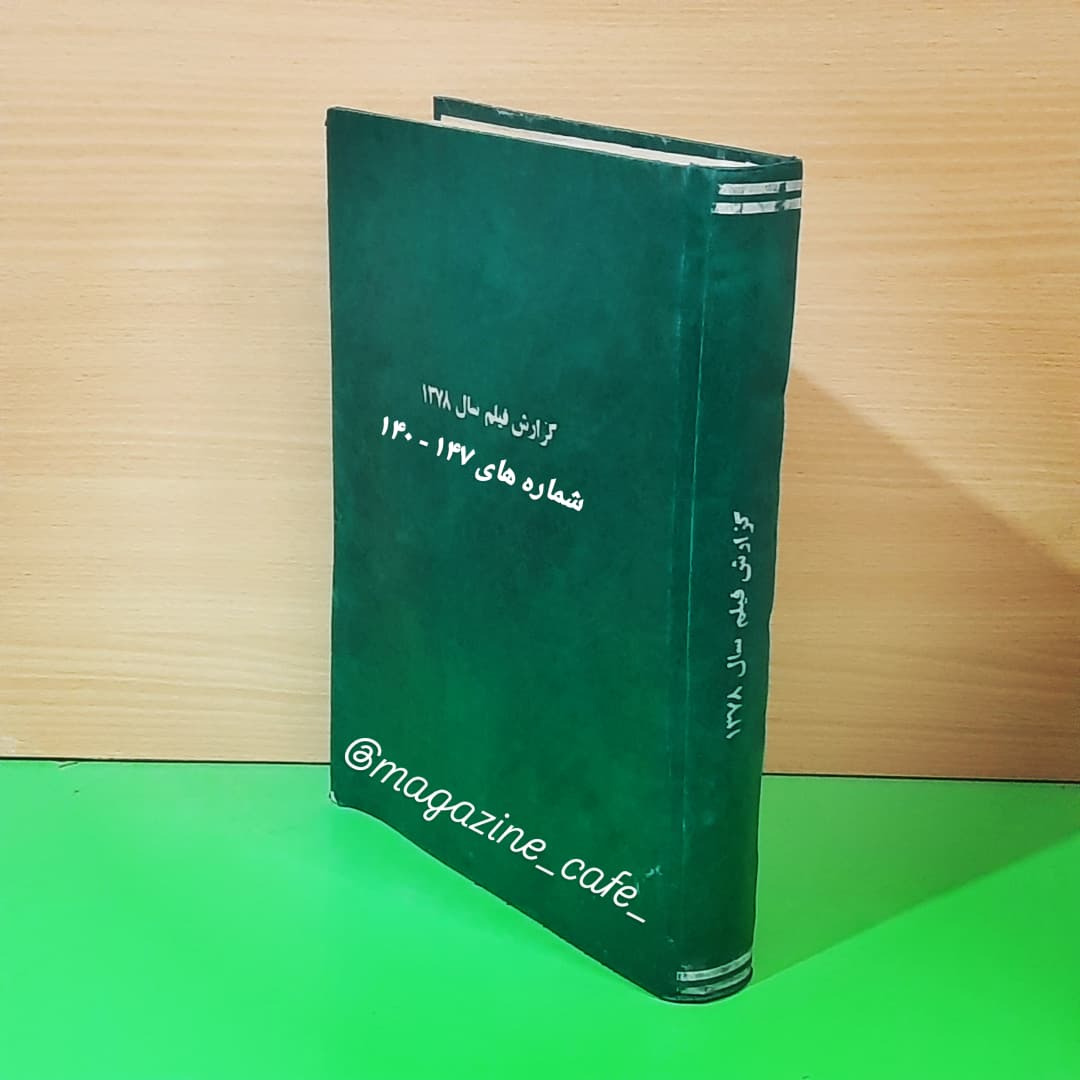 گزارش فیلم سال ۱۳۷۸
شماره های ۱۴۷ - ۱۴۰
گزارش فیلم سال ۱۳۷۸
@magazine_cafe_